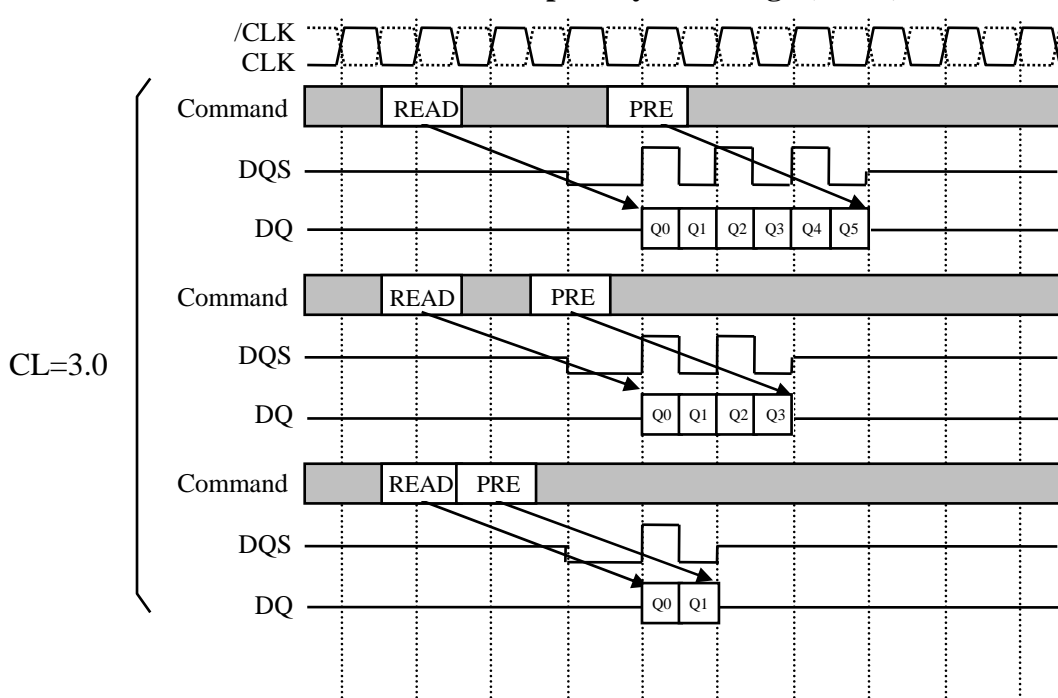 /CLK
CLK
Command READ PRE
DQS
DQ Q0 Q1 Q2 Q3 Q4 Q5
Command READ PRE
CL=3.0
DQS
DQ Q0 Q1 Q2 Q3
Command READ PRE
DQS
DQ Q0 Q1